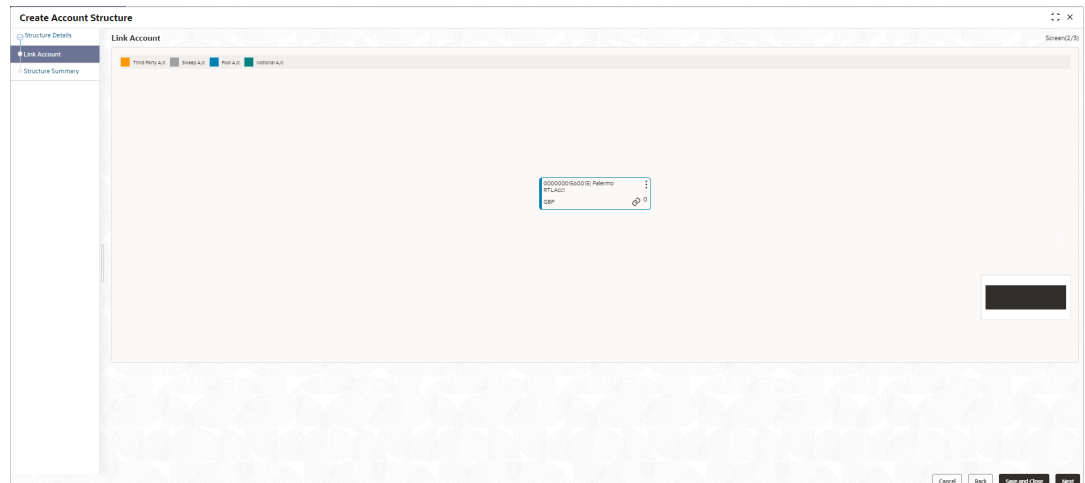 Create Account Structure
Structure Details
Link Account
Screen(2/3)
Link Account
Structure Summary
Third Party A/c Sweep A/c Pool A/c Notional A/c
Palermo
RTLAcc1
GBP
0
Cancel Back Save and Close Next